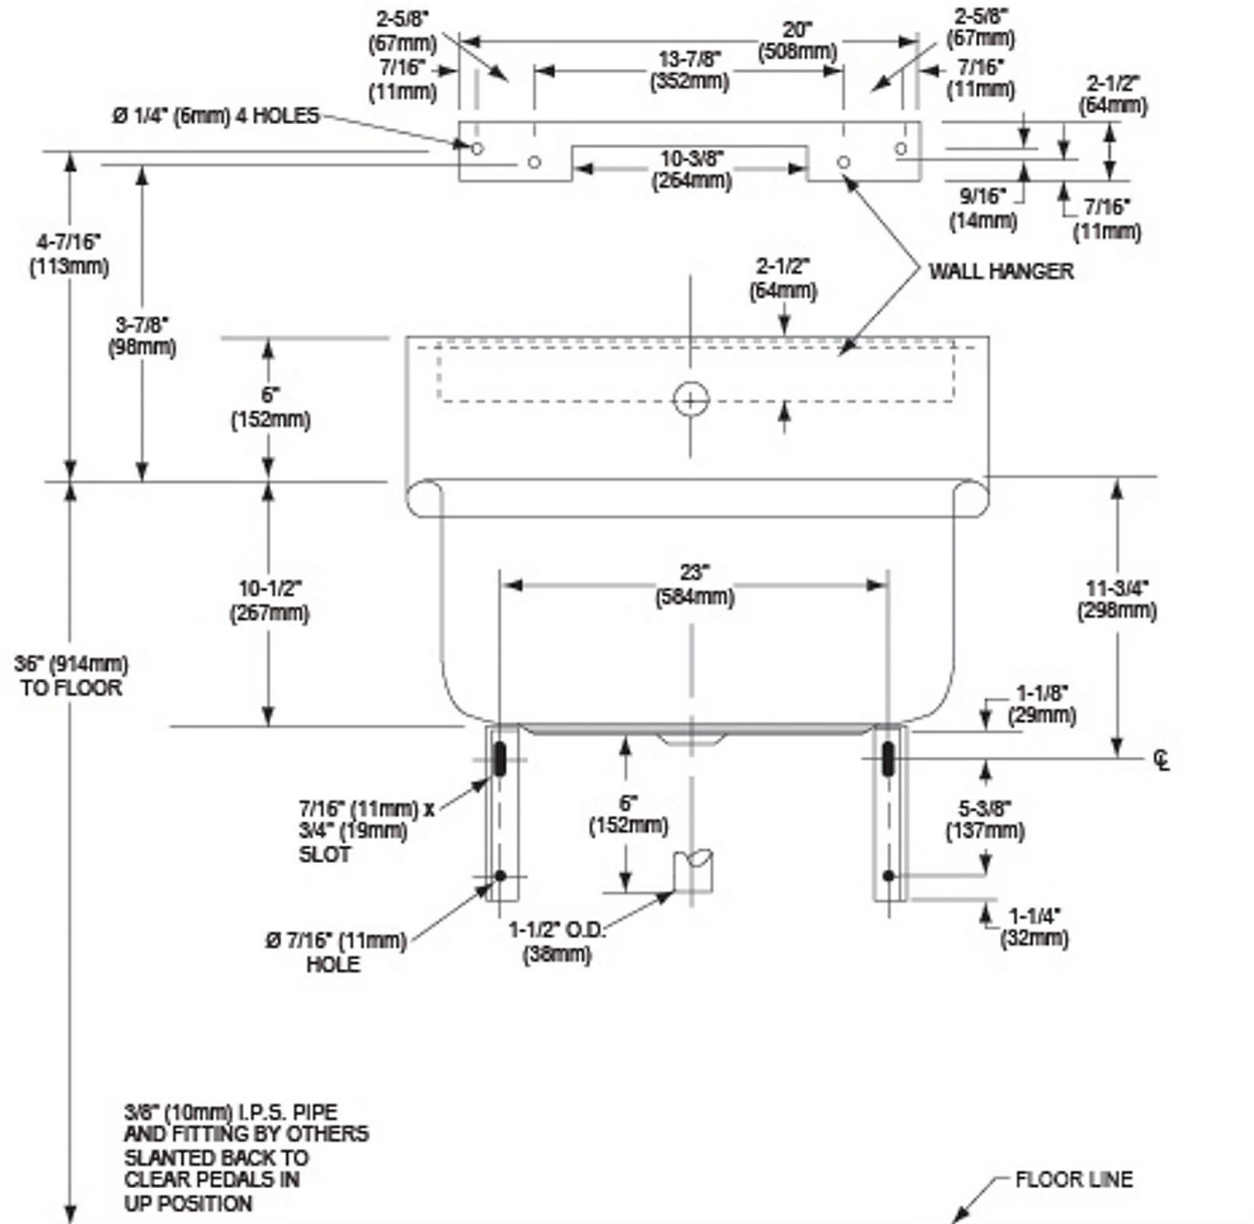 2-5/8"
(67mm)
20"
(508mm)
2-5/8"
(67mm)
7/16"
(11mm)
13-7/8"
(352mm)
7/16"
(11mm)
2-1/2"
(64mm)
Ø 1/4" (6mm) 4 HOLES
10-3/8"
(264mm)
9/16"
(14mm)
7/16"
(11mm)
4-7/16"
(113mm)
WALL HANGER
2-1/2"
(64mm)
3-7/8"
(98mm)
6"
(152mm)
10-1/2"
(267mm)
23"
(584mm)
11-3/4"
(298mm)
36" (914mm)
TO FLOOR
1-1/8"
(29mm)
℄
7/16" (11mm) x
3/4" (19mm)
SLOT
6"
(152mm)
5-3/8"
(137mm)
Ø 7/16" (11mm)
HOLE
1-1/2" O.D.
(38mm)
1-1/4"
(32mm)
3/8" (10mm) I.P.S. PIPE
AND FITTING BY OTHERS
SLANTED BACK TO
CLEAR PEDALS IN
UP POSITION
FLOOR LINE